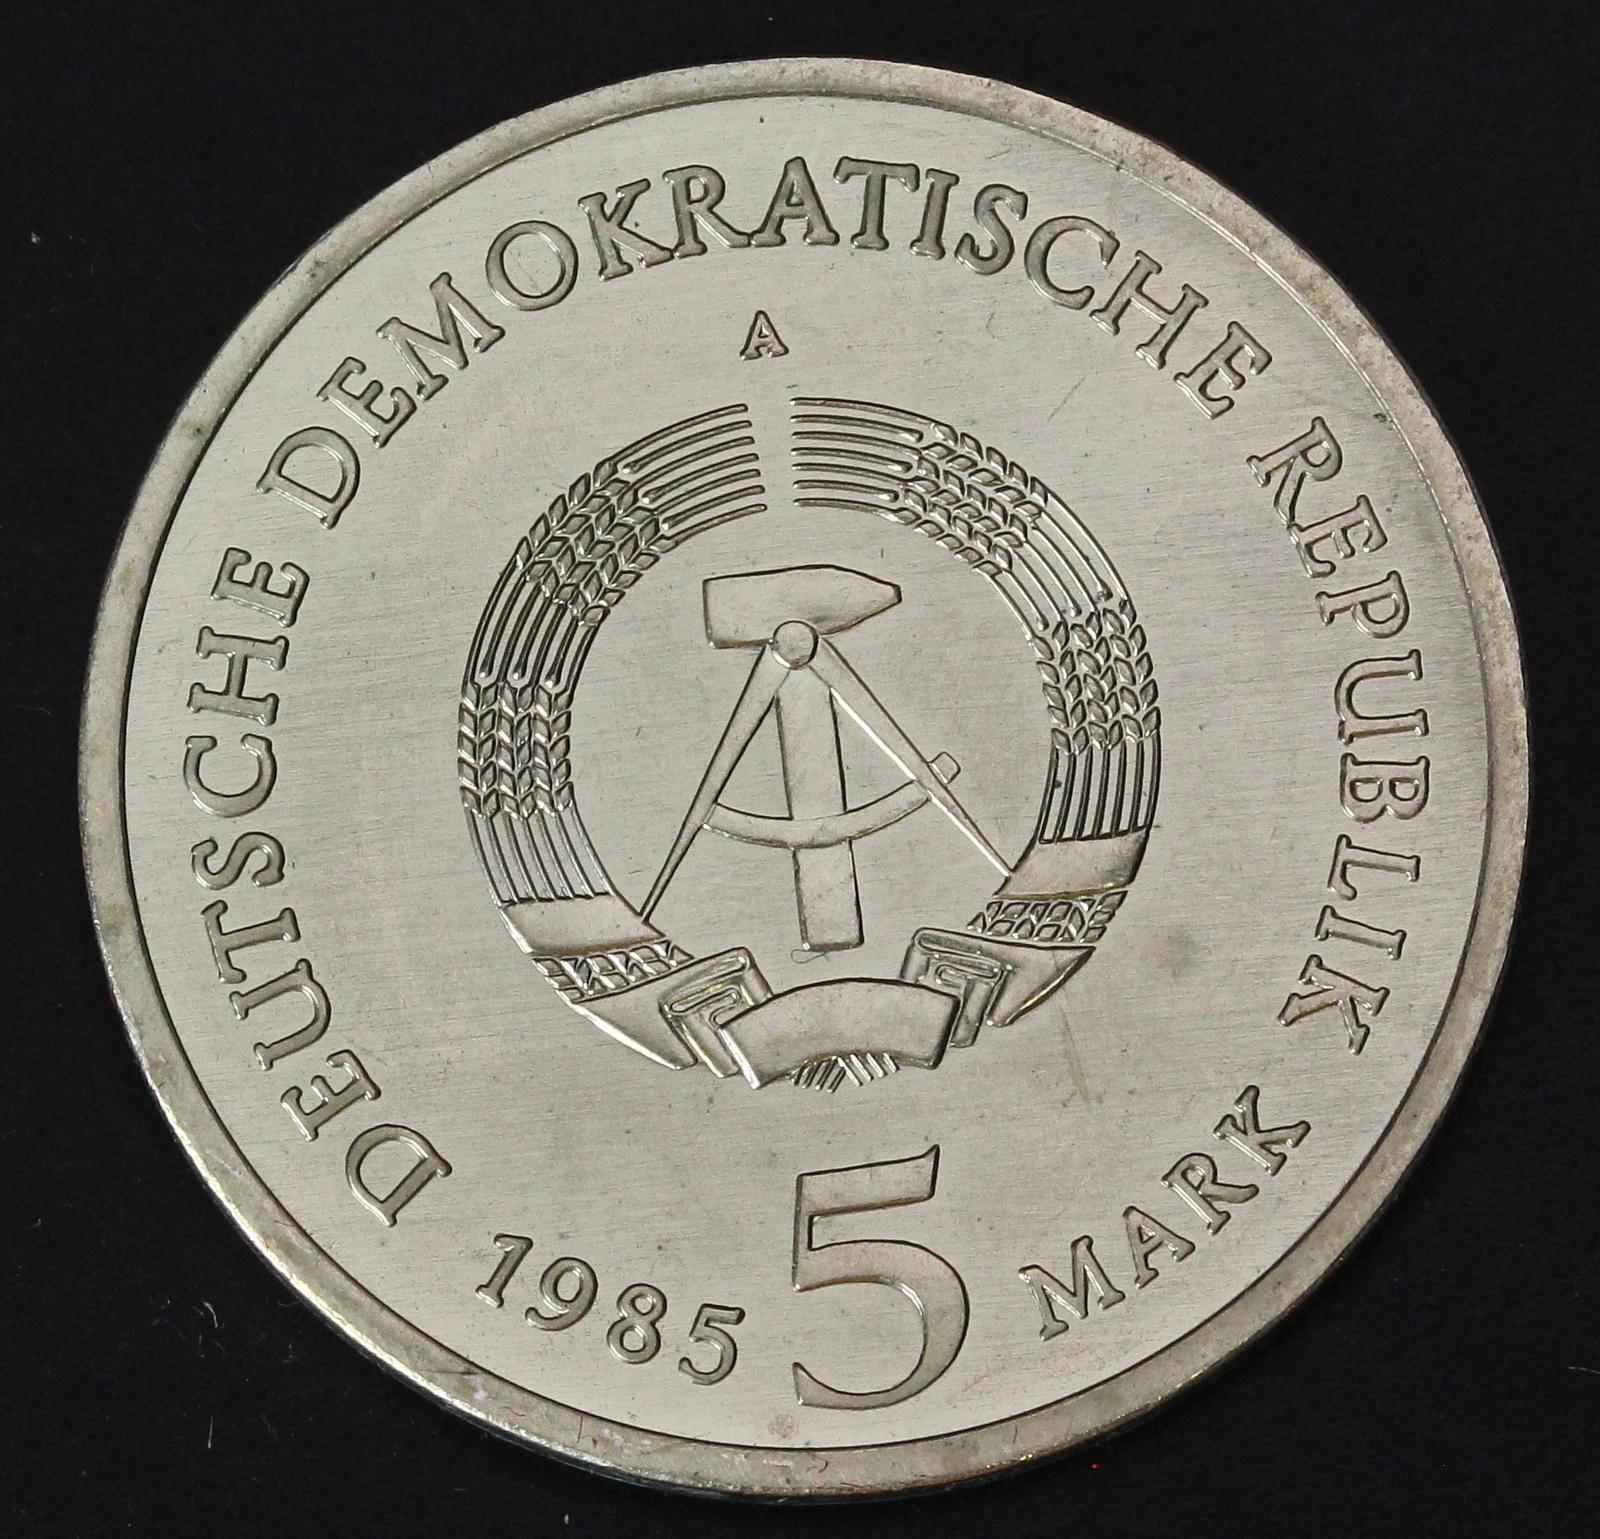 DEUTSCHE DEMOKRATISCHE REPUBLIK
A
1985 5 MARK